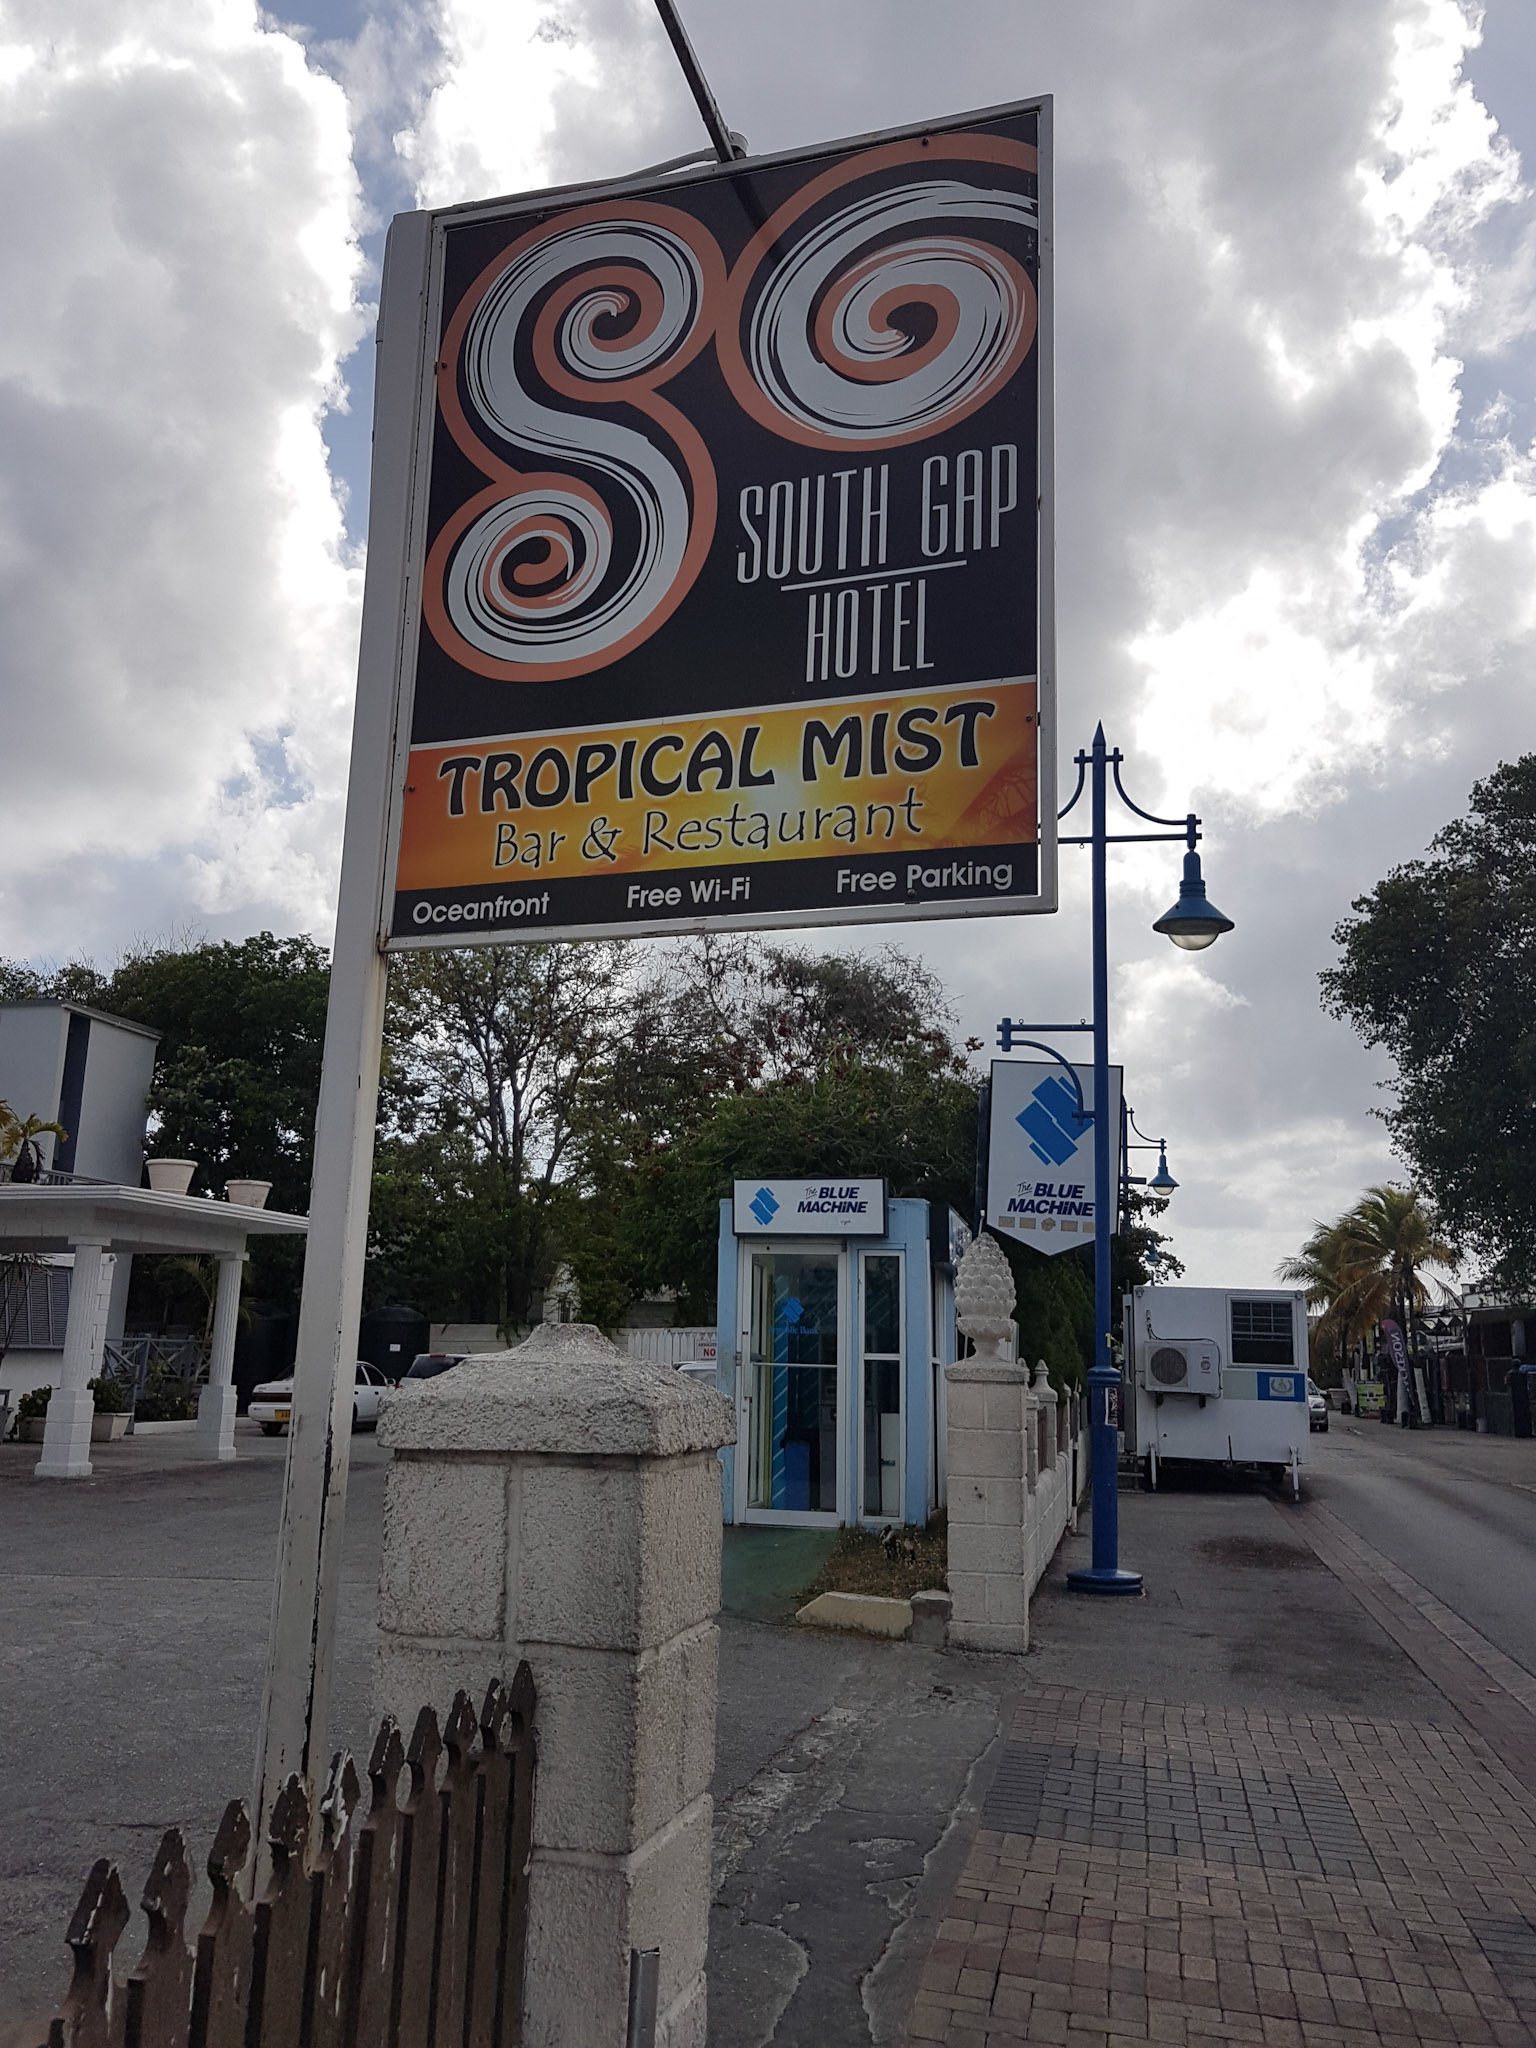 SG
SOUTH GAP
HOTEL
TROPICAL MIST
Bar & Restaurant
Oceanfront Free Wi-Fi Free Parking
The BLUE
MACHINE
The BLUE
MACHINE
NO